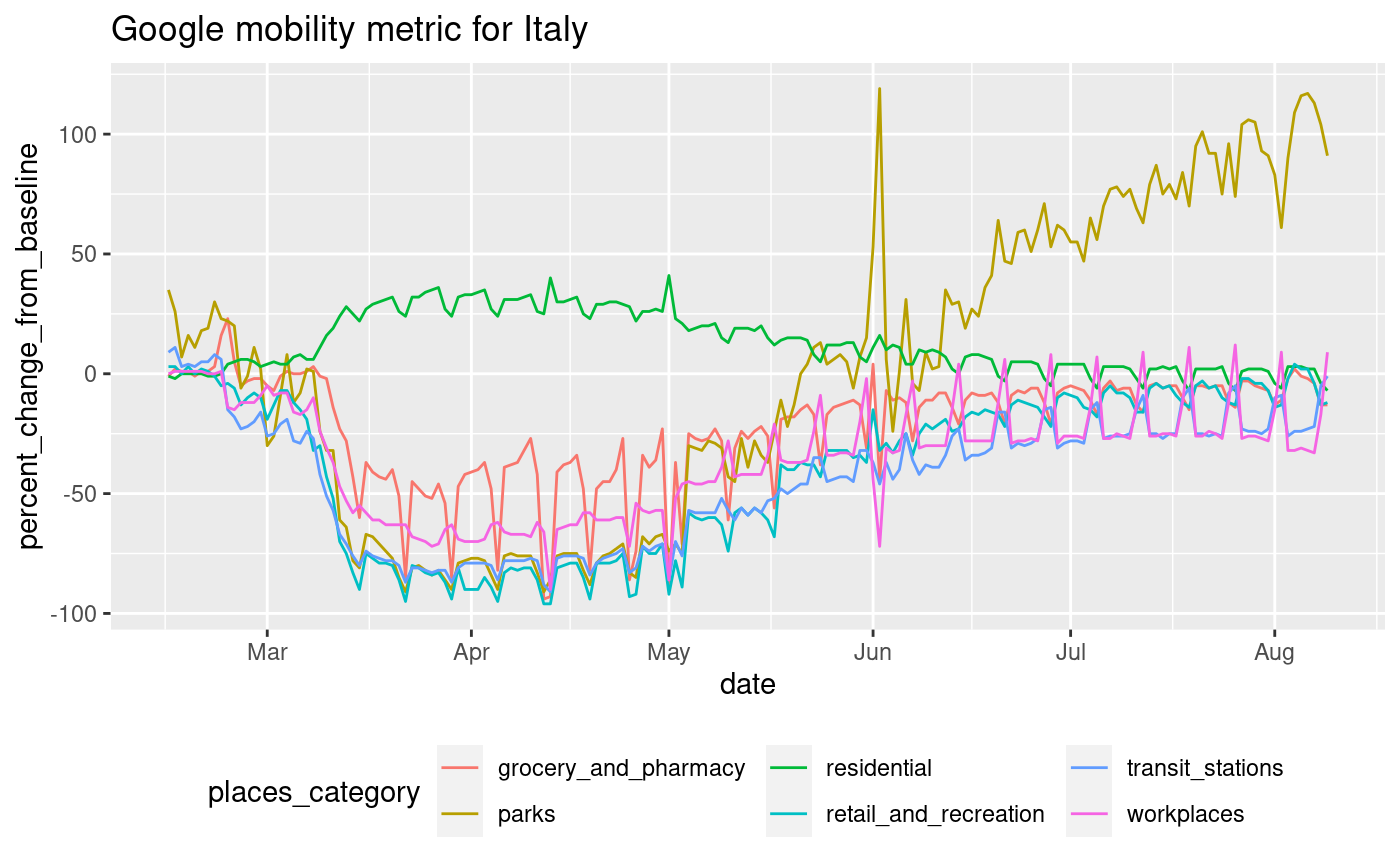 Google mobility metric for Italy
percent_change_from_baseline
100
50
0
-50
-100
Mar Apr May Jun Jul Aug
date
places_category
grocery_and_pharmacy residential transit_stations
parks retail_and_recreation workplaces